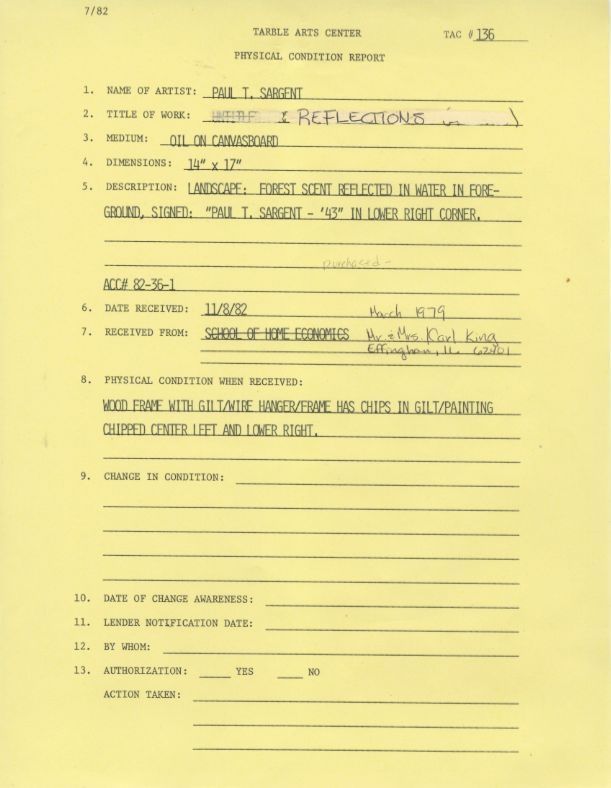 7/82
TARBLE ARTS CENTER TAC # 136
PHYSICAL CONDITION REPORT
1. NAME OF ARTIST: PAUL T. SARGENT
2. TITLE OF WORK: REFLECTIONS
3. MEDIUM: OIL ON CANVASBOARD
4. DIMENSIONS: 14" x 17"
5. DESCRIPTION: LANDSCAPE: FOREST SCENT REFLECTED IN WATER IN FORE-
GROUND, SIGNED: "PAUL T. SARGENT - '43" IN LOWER RIGHT CORNER.
purchased-
ACC# 82-36-1
6. DATE RECEIVED: 11/8/82 March 1979
7. RECEIVED FROM: SCHOOL OF HOME ECONOMICS Mr. & Mrs. Karl King
Effingham, IL 62401
8. PHYSICAL CONDITION WHEN RECEIVED:
WOOD FRAME WITH GILT/WIRE HANGER/FRAME HAS CHIPS IN GILT/PAINTING
CHIPPED CENTER LEFT AND LOWER RIGHT.
9. CHANGE IN CONDITION:
10. DATE OF CHANGE AWARENESS:
11. LENDER NOTIFICATION DATE:
12. BY WHOM:
13. AUTHORIZATION: YES NO
ACTION TAKEN: